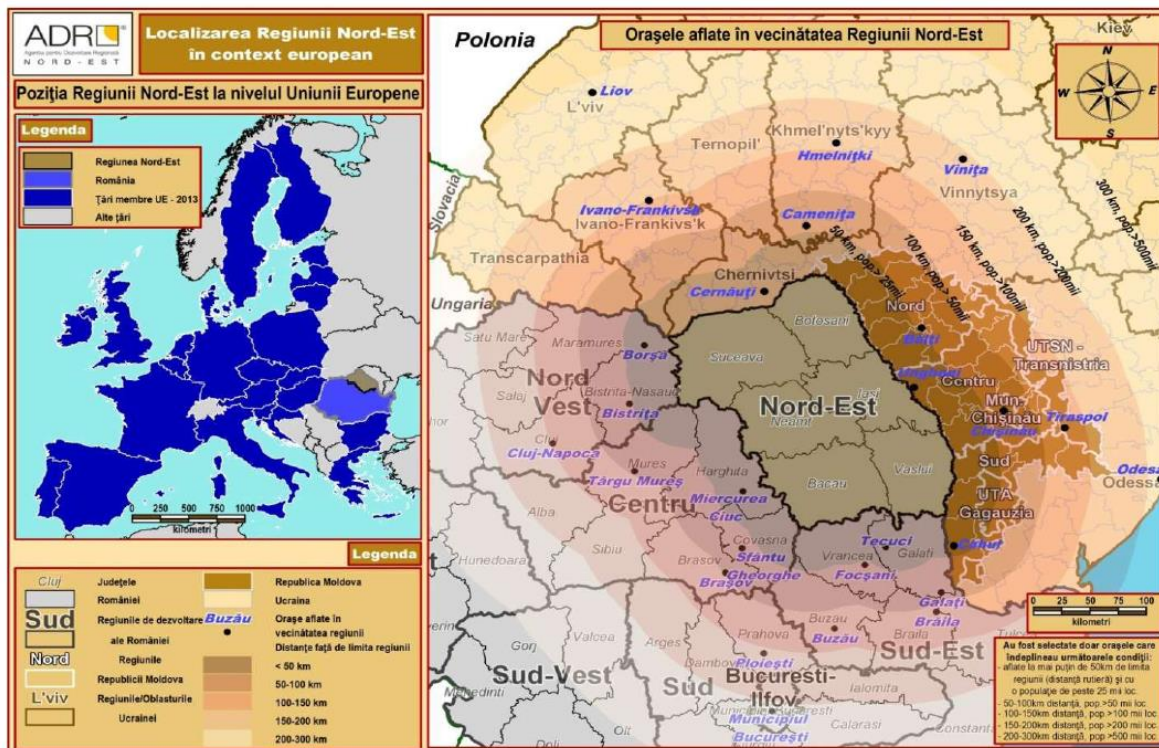 ADR
Agenția pentru Dezvoltare Regională
NORD-EST
Localizarea Regiunii Nord-Est
în context european
Poziția Regiunii Nord-Est la nivelul Uniunii Europene
Legenda
Regiunea Nord-Est
România
Țări membre UE - 2013
Alte țări
1000 750 500 250 0 1000
kilometri
Legenda
Cluj
Județele
României
Sud
Regiunile de dezvoltare
ale României
Nord
Regiunile
Republicii Moldova
L'viv
Regiunile/Oblasturile
Ucrainei
Republica Moldova
Ucraina
Buzău
Orașe aflate în
vecinătatea regiunii
Distanțe față de limita regiunii
< 50 km
50-100 km
100-150 km
150-200 km
200-300 km
Orașele aflate în vecinătatea Regiunii Nord-Est
N
W E
S
Polonia
Kiev
Liov
L'viv
Ternopil'
Khmel'nyts'kyy
Hmelnițki
Vinița
Vinnytsya
Slovacia
Ivano-Frankivsk
Ivano-Frankivs'k
Camenița
Transcarpathia
Chernivtsi
Cernăuți
50 km, pop.>25mii
100 km, pop.> 50mii
150 km, pop.>100mii
200 km, pop.>200mii
300 km, pop.>500mii
Ungaria
Satu Mare
Maramures
Borșa
Suceava
Botosani
Nord
Bălți
UTSN -
Transnistria
Ungheni
Centru
Mun.
Chișinău
Chișinău
Tiraspol
Nord
Vest
Salaj
Bistrita-Nasaud
Bistrița
Nord-Est
Iasi
Neamt
Cluj
Cluj-Napoca
Mures
Târgu Mureș
Harghita
Bacau
Vaslui
Sud
Odesa
Odessa
UTA
Găgăuzia
Centru
Miercurea
Ciuc
Alba
Hunedoara
Sibiu
Brasov
Covasna
Sfântu
Gheorghe
Brașov
Vrancea
Focșani
Tecuci
Galati
Cahul
Galați
Brăila
Buzau
Buzău
Braila
Sud-Est
Gorj
Valcea
Arges
Prahova
Ploiești
Sud-Vest
Sud
Bucuresti-
Ilfov
Ialomita
Municipiul
București
Calarasi
Mehedinti
Dolj
Olt
100 75 50 25 0 100
kilometri
Au fost selectate doar orașele care
îndeplineau următoarele condiții:
- aflate la mai puțin de 50km de limita
regiunii (distanță rutieră) și cu
o populație de peste 25 mii loc.
- 50-100km distanță, pop >50 mii loc
- 100-150km distanță, pop >100 mii loc
- 150-200km distanță, pop >200 mii loc
- 200-300km distanță, pop >500 mii loc